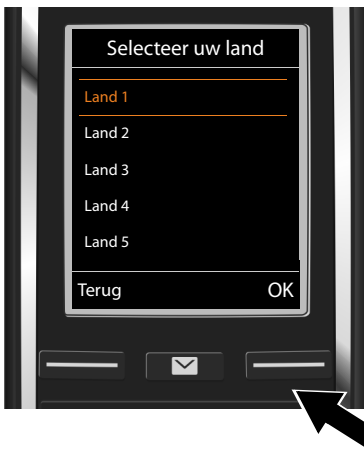 Selecteer uw land
Land 1
Land 2
Land 3
Land 4
Land 5
Terug OK